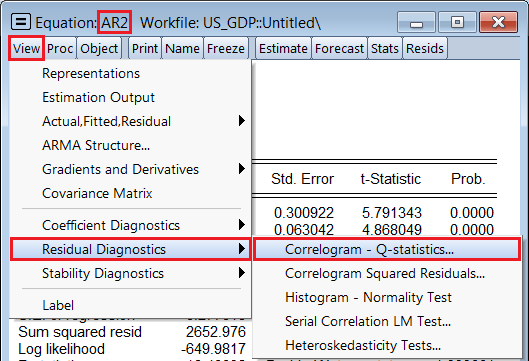 Equation: AR2 Workfile: US_GDP::Untitled\
View Proc Object Print Name Freeze Estimate Forecast Stats Resids
Representations
Estimation Output
Actual,Fitted,Residual
ARMA Structure...
Gradients and Derivatives
Covariance Matrix
Coefficient Diagnostics
Residual Diagnostics
Stability Diagnostics
Label
Std. Error t-Statistic Prob.
0.300922 5.791343 0.0000
0.063042 4.868049 0.0000
Correlogram - Q-statistics...
Correlogram Squared Residuals...
Histogram - Normality Test
Serial Correlation LM Test...
Heteroskedasticity Tests...
Sum squared resid 2652.976
Log likelihood -649.9817